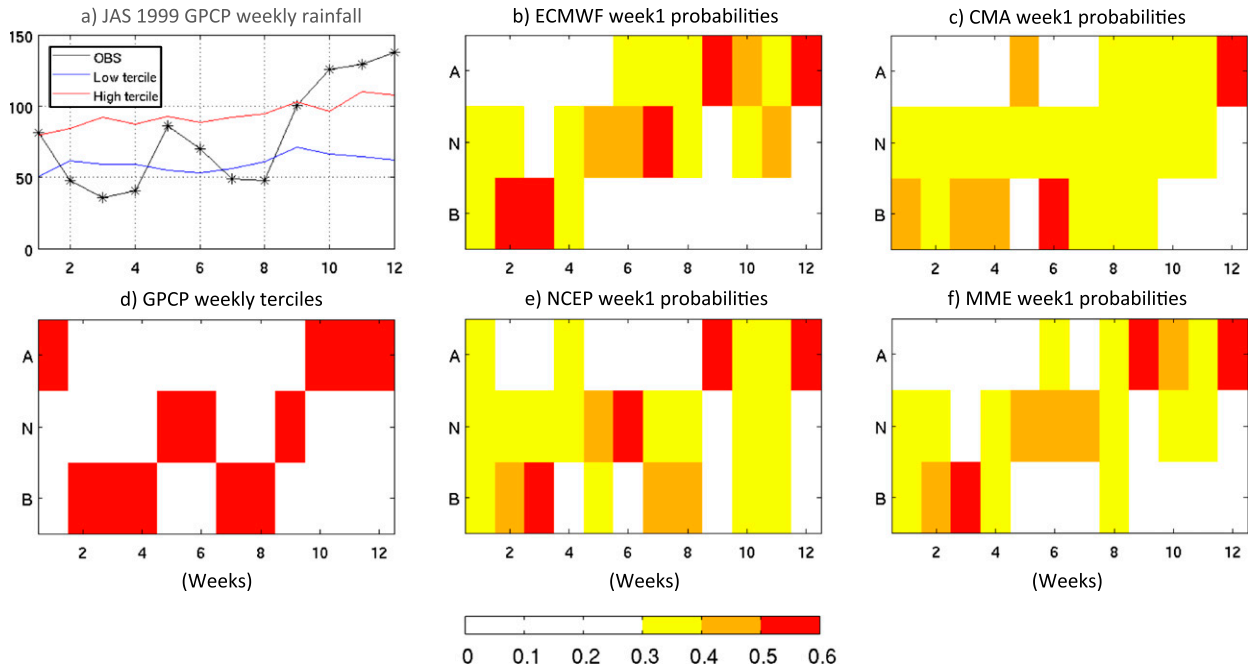 a) JAS 1999 GPCP weekly rainfall
150
100
50
0
OBS
Low tercile
High tercile
2 4 6 8 10 12
b) ECMWF week1 probabilities
A
N
B
2 4 6 8 10 12
c) CMA week1 probabilities
A
N
B
2 4 6 8 10 12
d) GPCP weekly terciles
A
N
B
2 4 6 8 10 12
(Weeks)
e) NCEP week1 probabilities
A
N
B
2 4 6 8 10 12
(Weeks)
f) MME week1 probabilities
A
N
B
2 4 6 8 10 12
(Weeks)
0 0.1 0.2 0.3 0.4 0.5 0.6